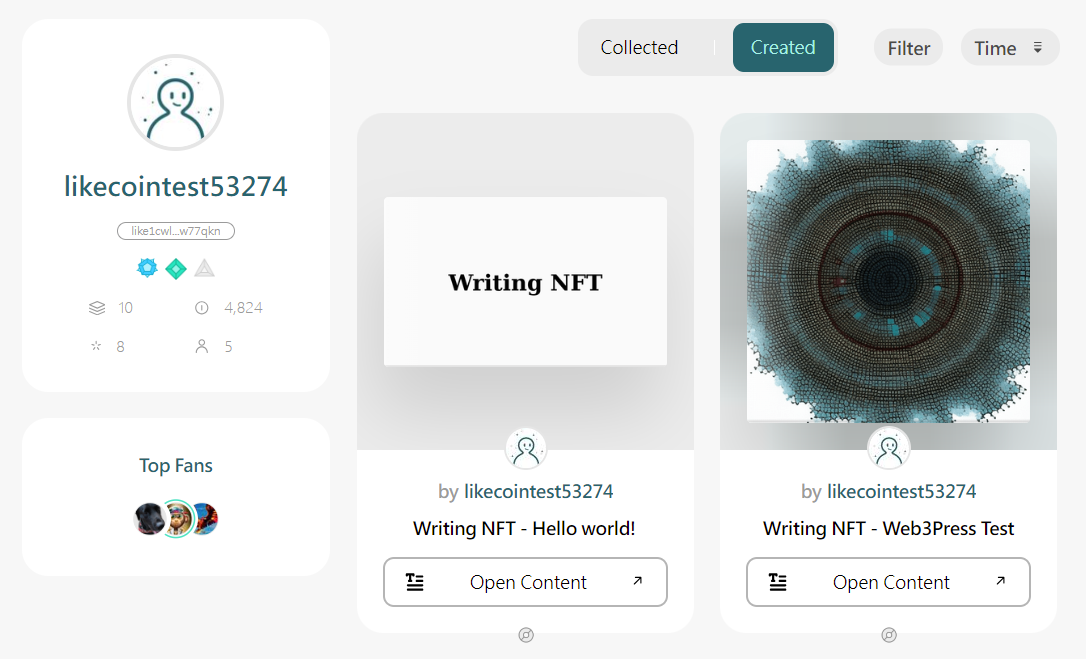 likecointest53274
like1cwl...w77qkn
10
4,824
8
5
Top Fans
Collected
Created
Filter
Time
Writing NFT
by likecointest53274
Writing NFT - Hello world!
Open Content
by likecointest53274
Writing NFT - Web3Press Test
Open Content